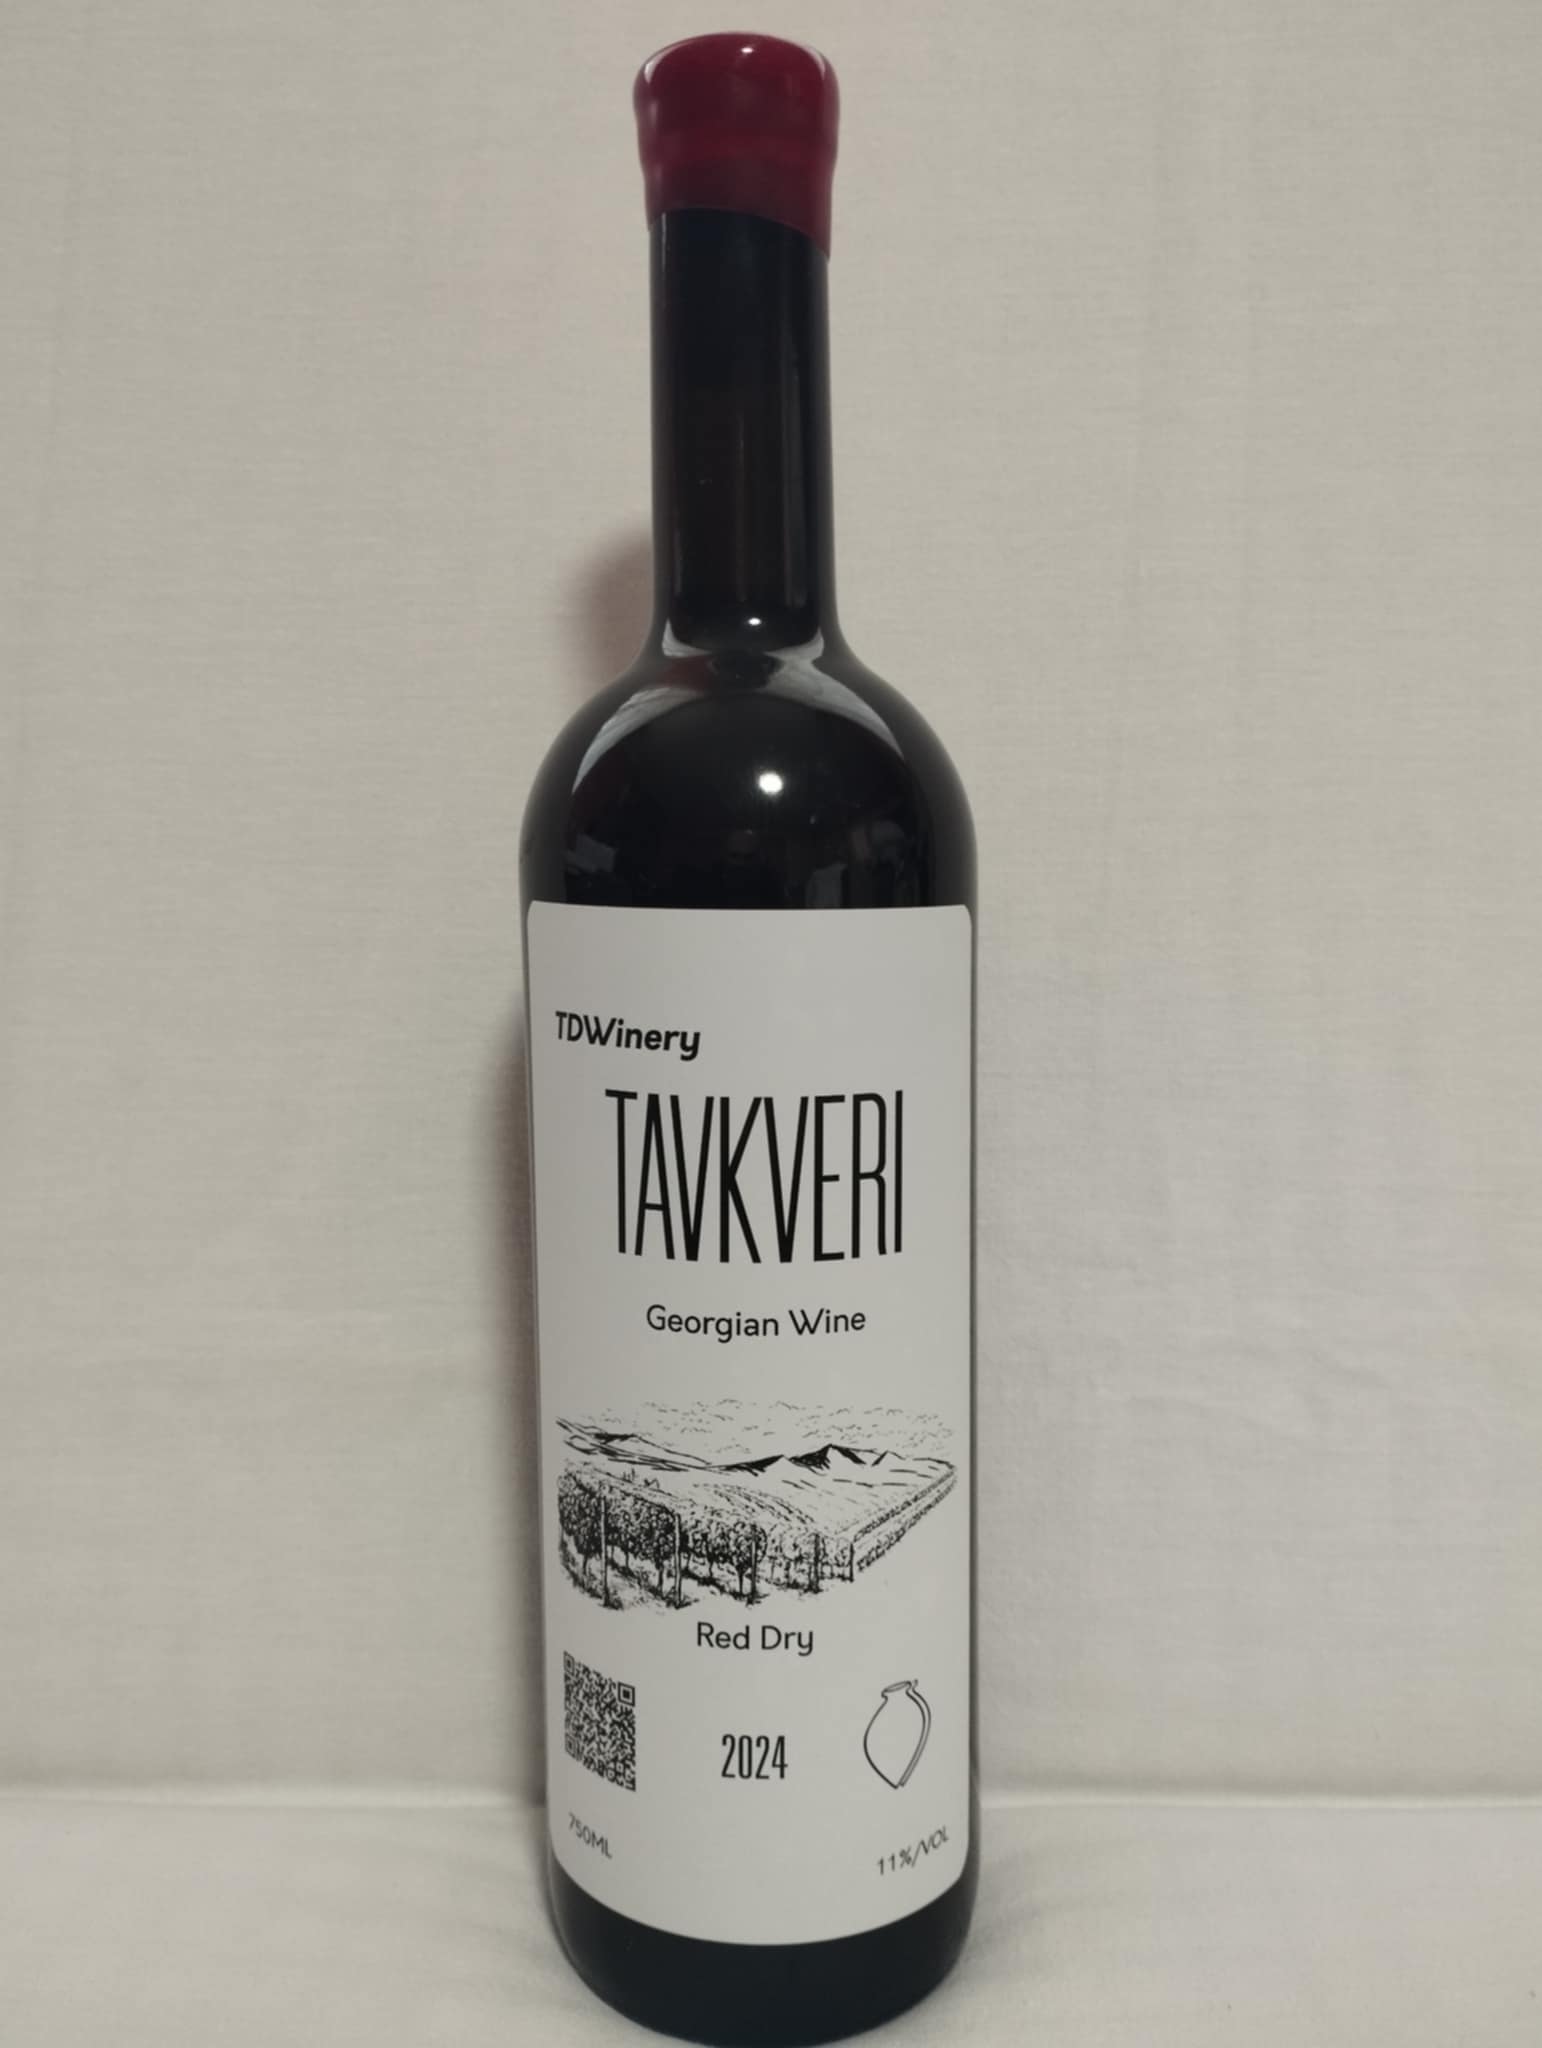 TDWinery
TAVKVERI
Georgian Wine
Red Dry
2024
750ML
11%/VOL